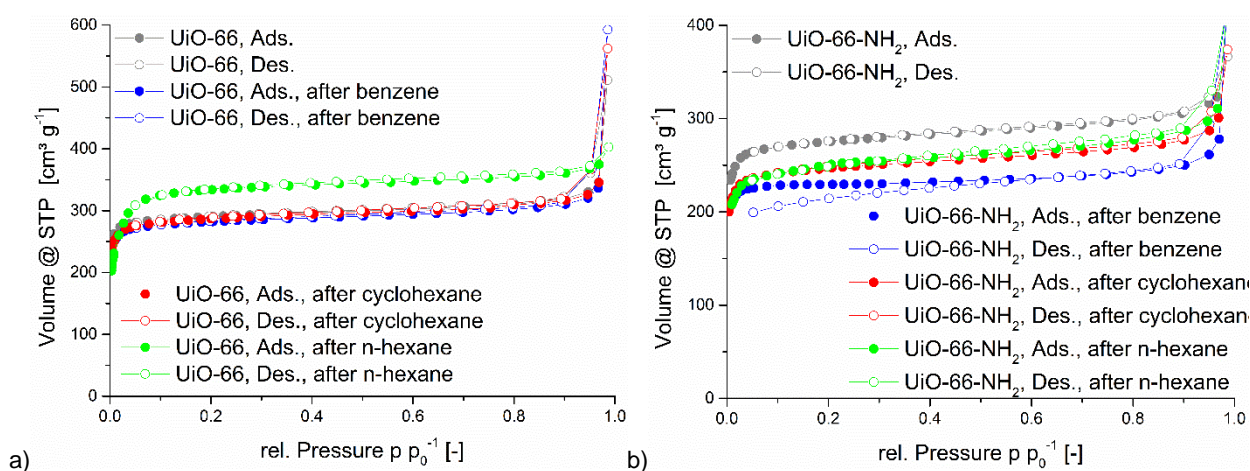 600
500
400
300
200
100
0
Volume @ STP [cm³ g⁻¹]
UiO-66, Ads.
UiO-66, Des.
UiO-66, Ads., after benzene
UiO-66, Des., after benzene
UiO-66, Ads., after cyclohexane
UiO-66, Des., after cyclohexane
UiO-66, Ads., after n-hexane
UiO-66, Des., after n-hexane
0.0 0.2 0.4 0.6 0.8 1.0
rel. Pressure p p₀⁻¹ [-]
a)
400
300
200
100
0
Volume @ STP [cm³ g⁻¹]
UiO-66-NH₂, Ads.
UiO-66-NH₂, Des.
UiO-66-NH₂, Ads., after benzene
UiO-66-NH₂, Des., after benzene
UiO-66-NH₂, Ads., after cyclohexane
UiO-66-NH₂, Des., after cyclohexane
UiO-66-NH₂, Ads., after n-hexane
UiO-66-NH₂, Des., after n-hexane
0.0 0.2 0.4 0.6 0.8 1.0
rel. Pressure p p₀⁻¹ [-]
b)